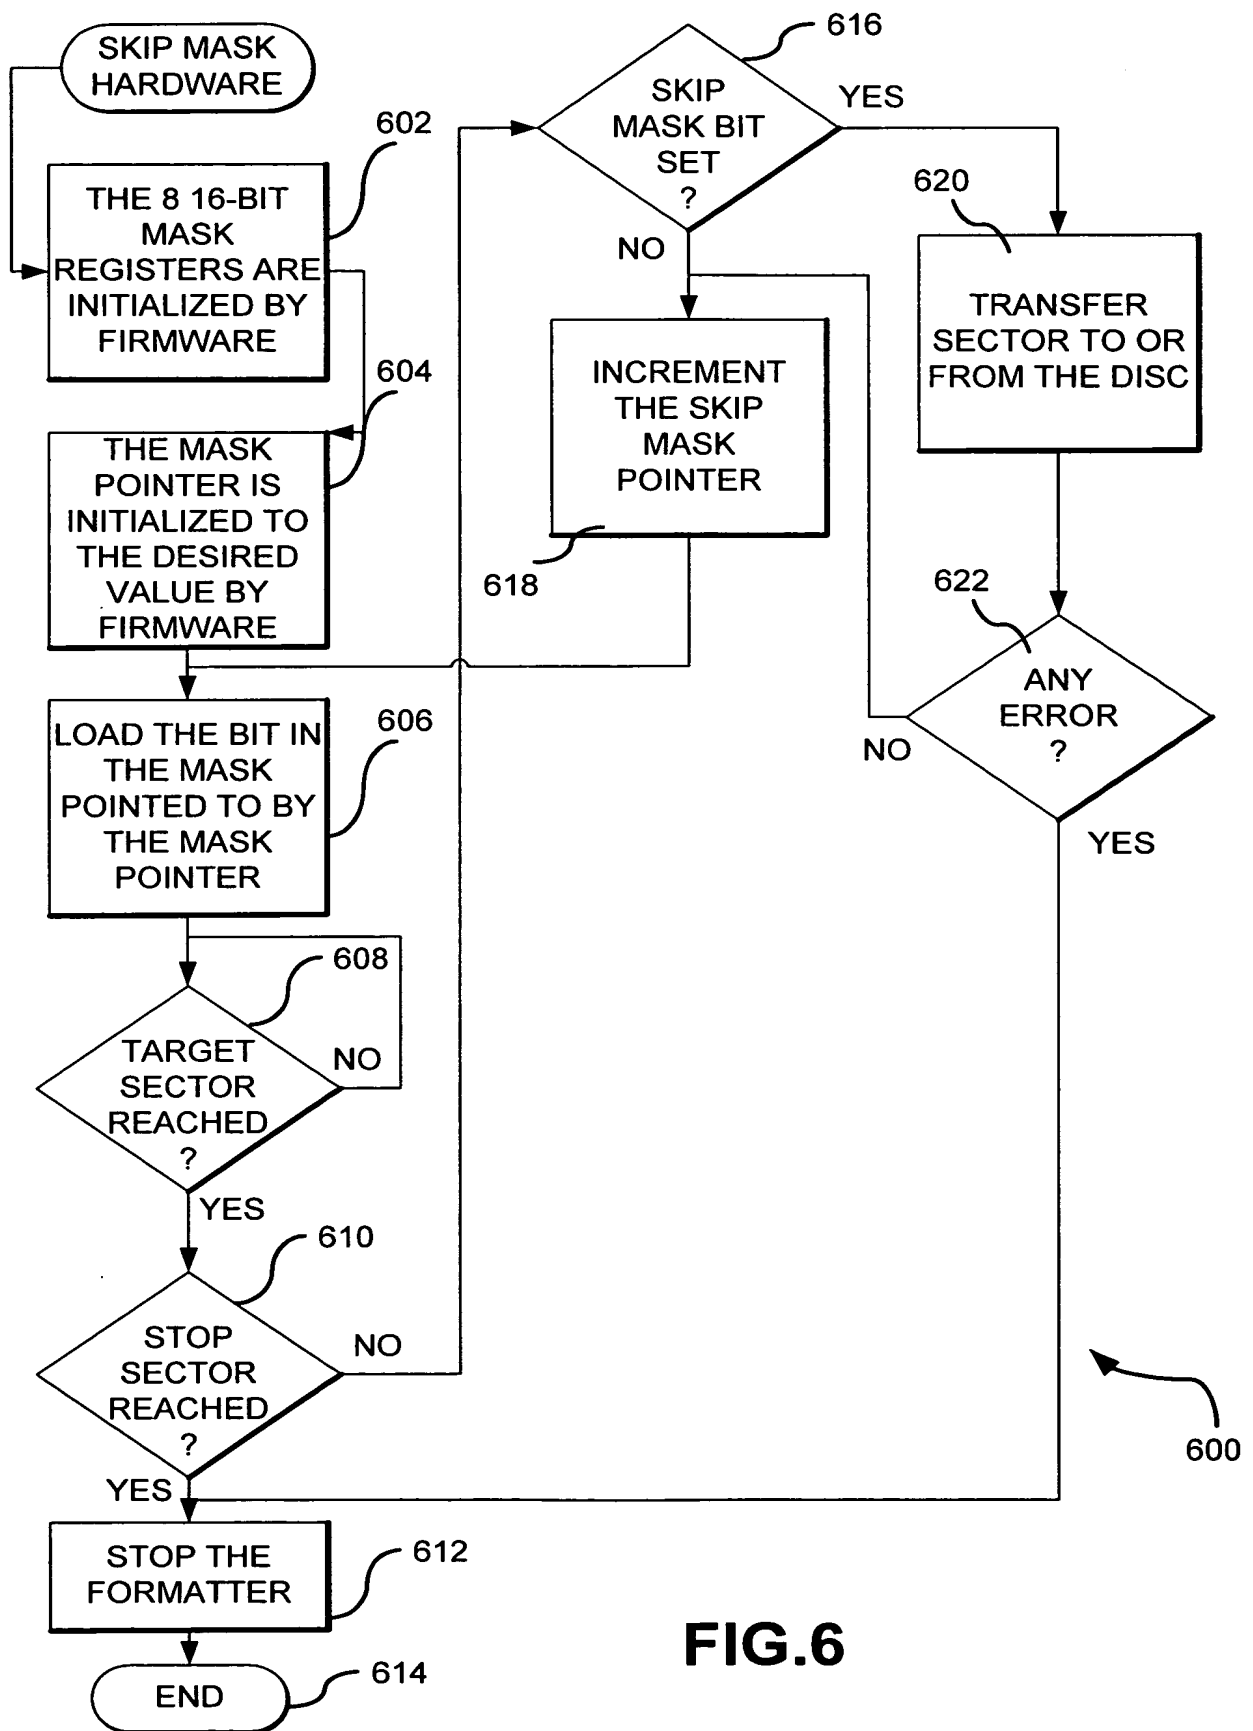 SKIP MASK
HARDWARE
602
THE 8 16-BIT
MASK
REGISTERS ARE
INITIALIZED BY
FIRMWARE
604
THE MASK
POINTER IS
INITIALIZED TO
THE DESIRED
VALUE BY
FIRMWARE
606
LOAD THE BIT IN
THE MASK
POINTED TO BY
THE MASK
POINTER
608
TARGET
SECTOR
REACHED
?
NO
YES
610
STOP
SECTOR
REACHED
?
NO
YES
612
STOP THE
FORMATTER
614
END
616
SKIP
MASK BIT
SET
?
YES
NO
INCREMENT
THE SKIP
MASK
POINTER
618
620
TRANSFER
SECTOR TO OR
FROM THE DISC
622
ANY
ERROR
?
NO
YES
600
FIG.6